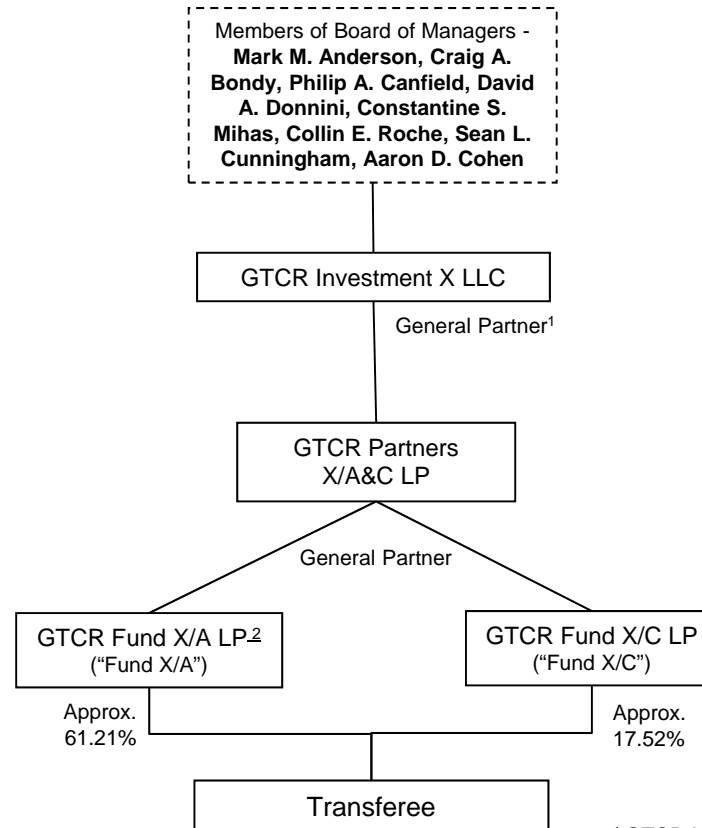 Members of Board of Managers -
Mark M. Anderson, Craig A.
Bondy, Philip A. Canfield, David
A. Donnini, Constantine S.
Mihas, Collin E. Roche, Sean L.
Cunningham, Aaron D. Cohen
GTCR Investment X LLC
General Partner¹
GTCR Partners
X/A&C LP
General Partner
GTCR Fund X/A LP²
(“Fund X/A”)
GTCR Fund X/C LP
(“Fund X/C”)
Approx.
61.21%
Approx.
17.52%
Transferee